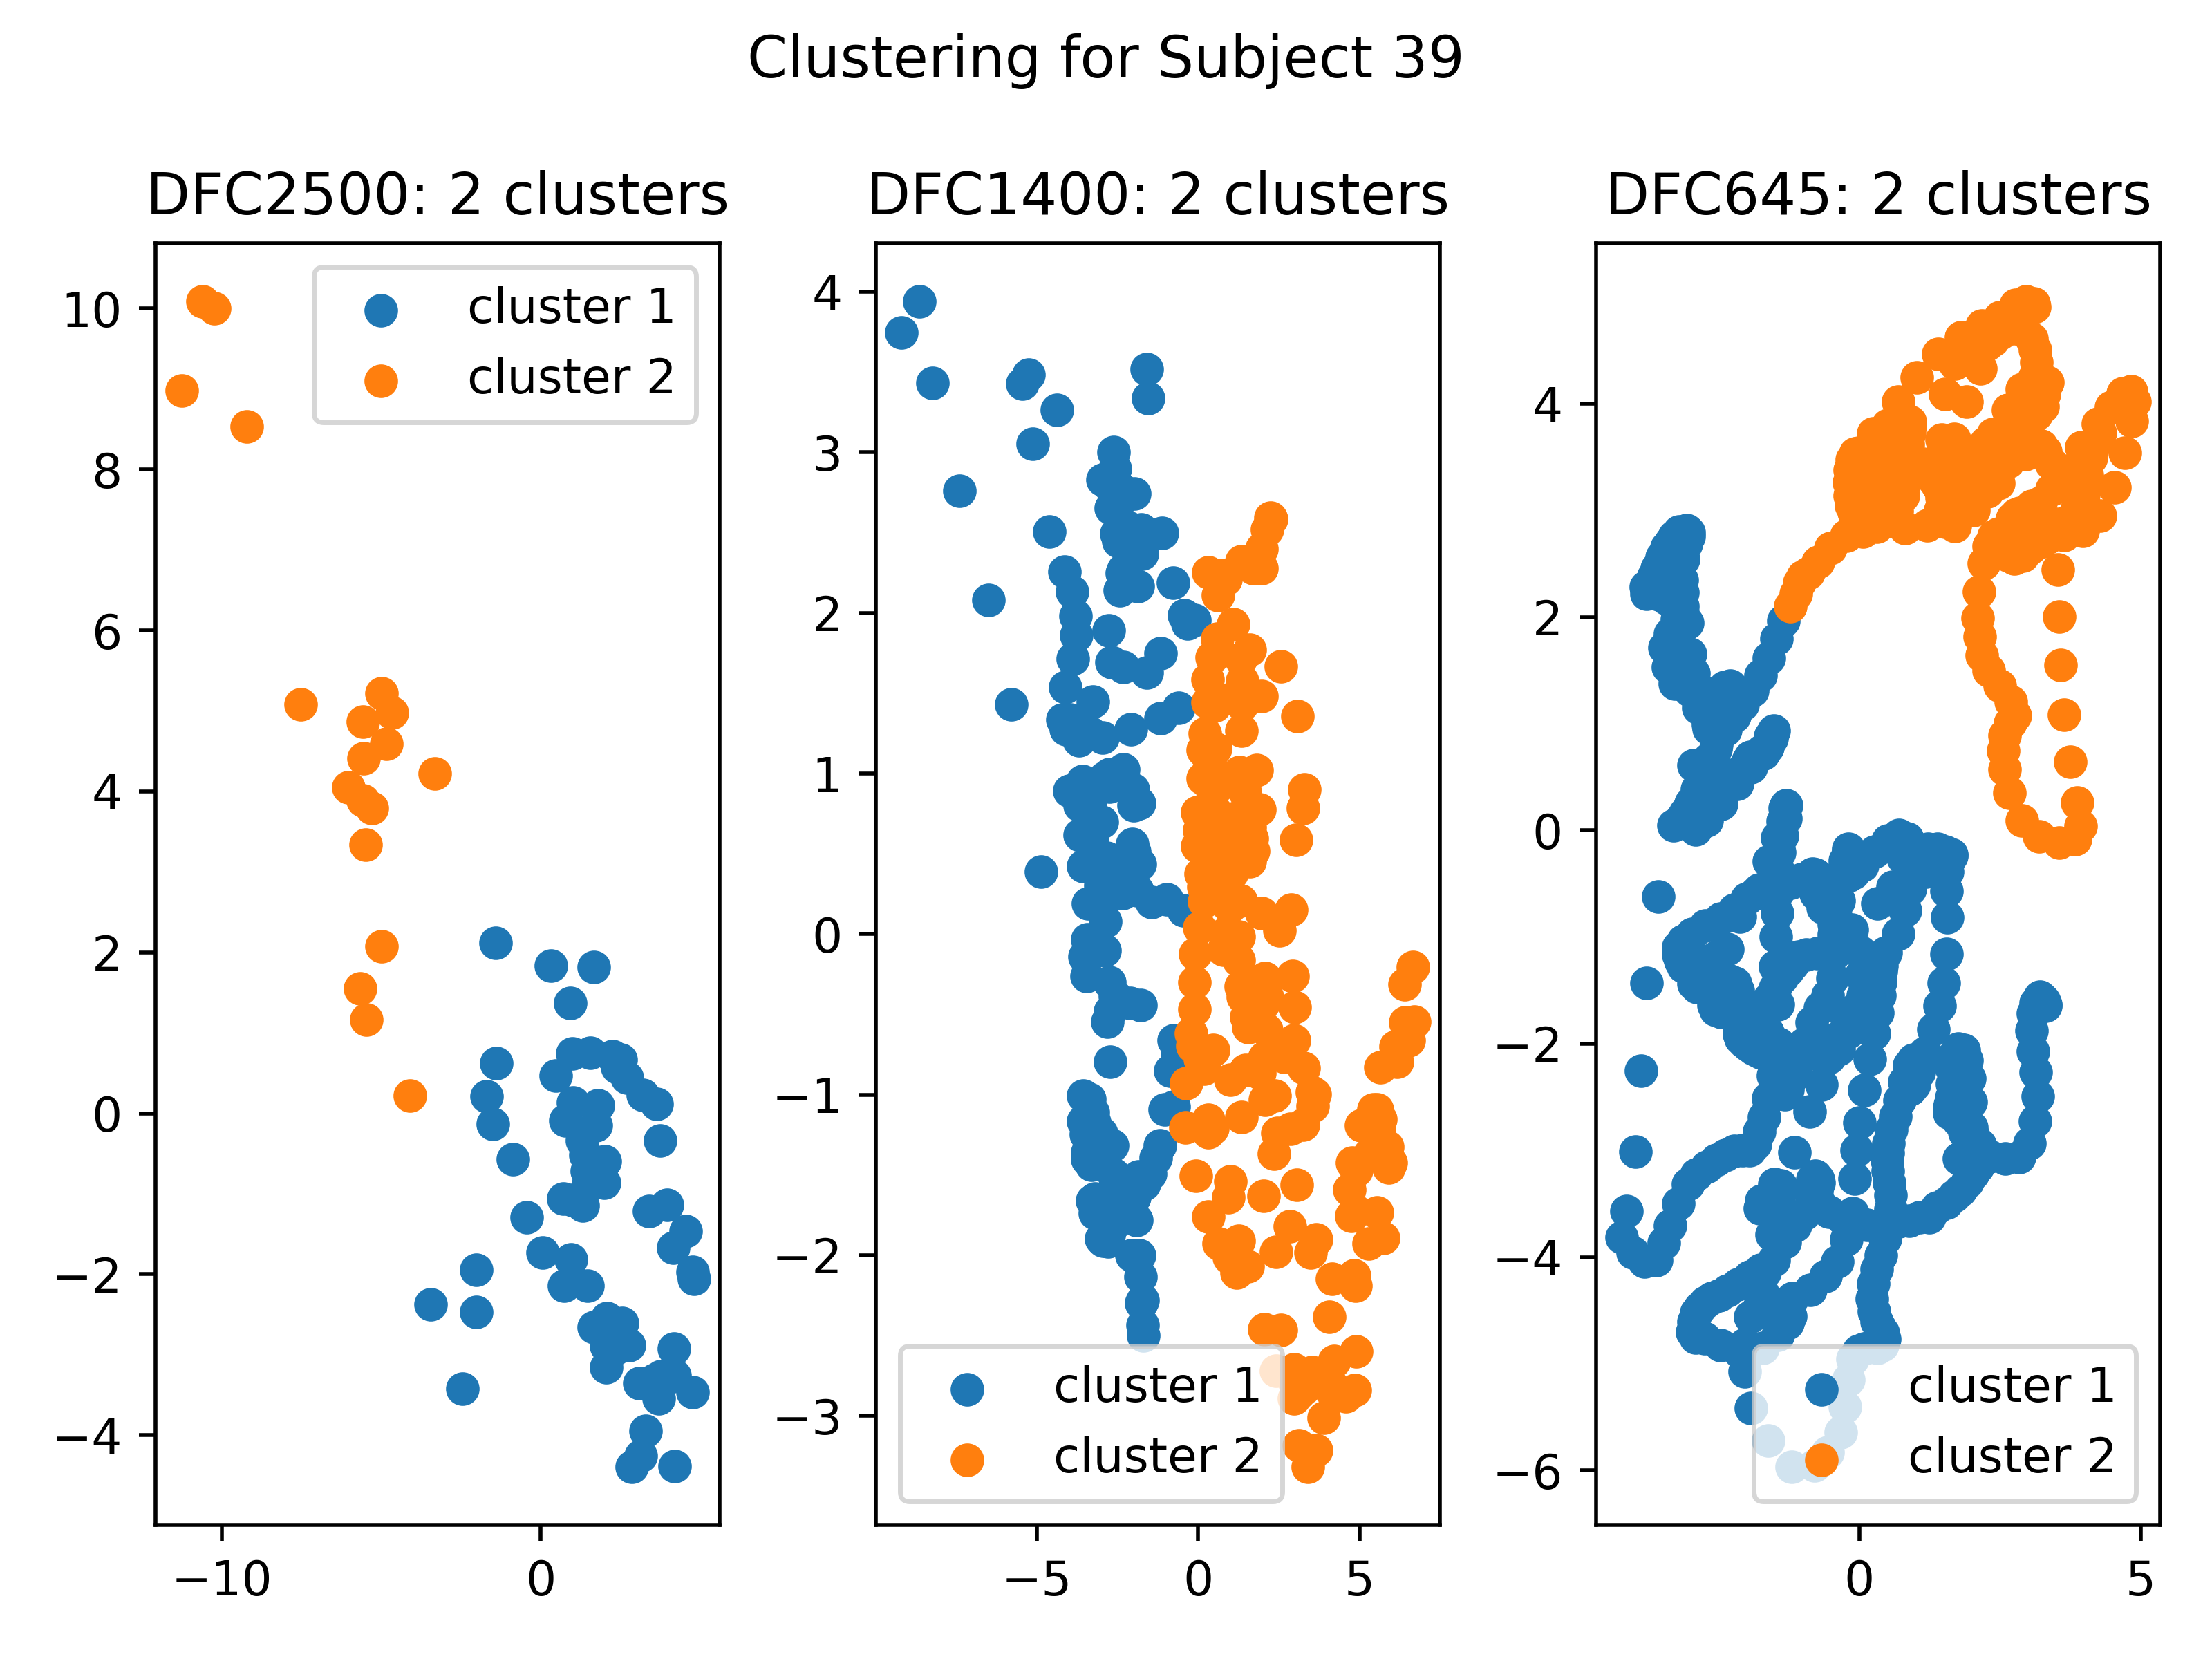 Clustering for Subject 39
DFC2500: 2 clusters
10
8
6
4
2
0
−2
−4
−10
0
cluster 1
cluster 2
DFC1400: 2 clusters
4
3
2
1
0
−1
−2
−3
−5
0
5
cluster 1
cluster 2
DFC645: 2 clusters
4
2
0
−2
−4
−6
0
5
cluster 1
cluster 2